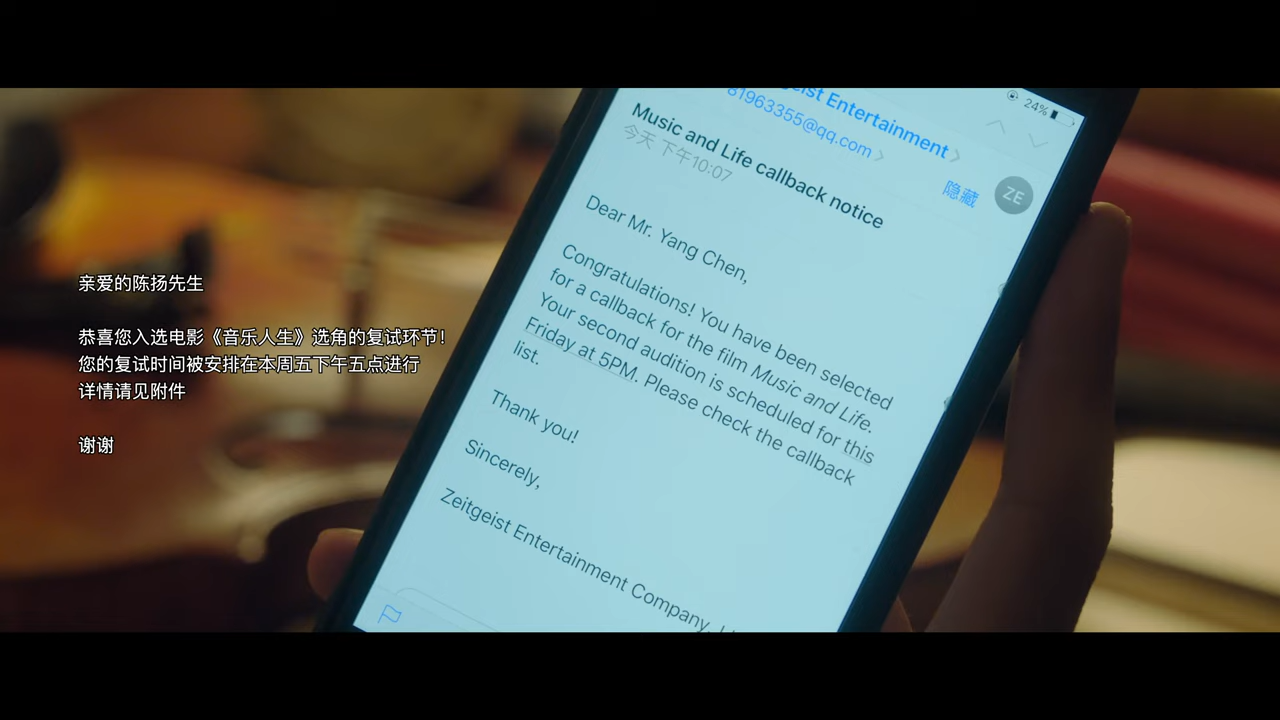 亲爱的陈扬先生
恭喜您入选电影《音乐人生》选角的复试环节！
您的复试时间被安排在本周五下午五点进行
详情请见附件
谢谢
24%
Entertainment
81963355@qq.com
隐藏
ZE
Music and Life callback notice
今天 下午10:07
Dear Mr. Yang Chen,
Congratulations! You have been selected
for a callback for the film Music and Life.
Your second audition is scheduled for this
Friday at 5PM. Please check the callback
list.
Thank you!
Sincerely,
Zeitgeist Entertainment Company,